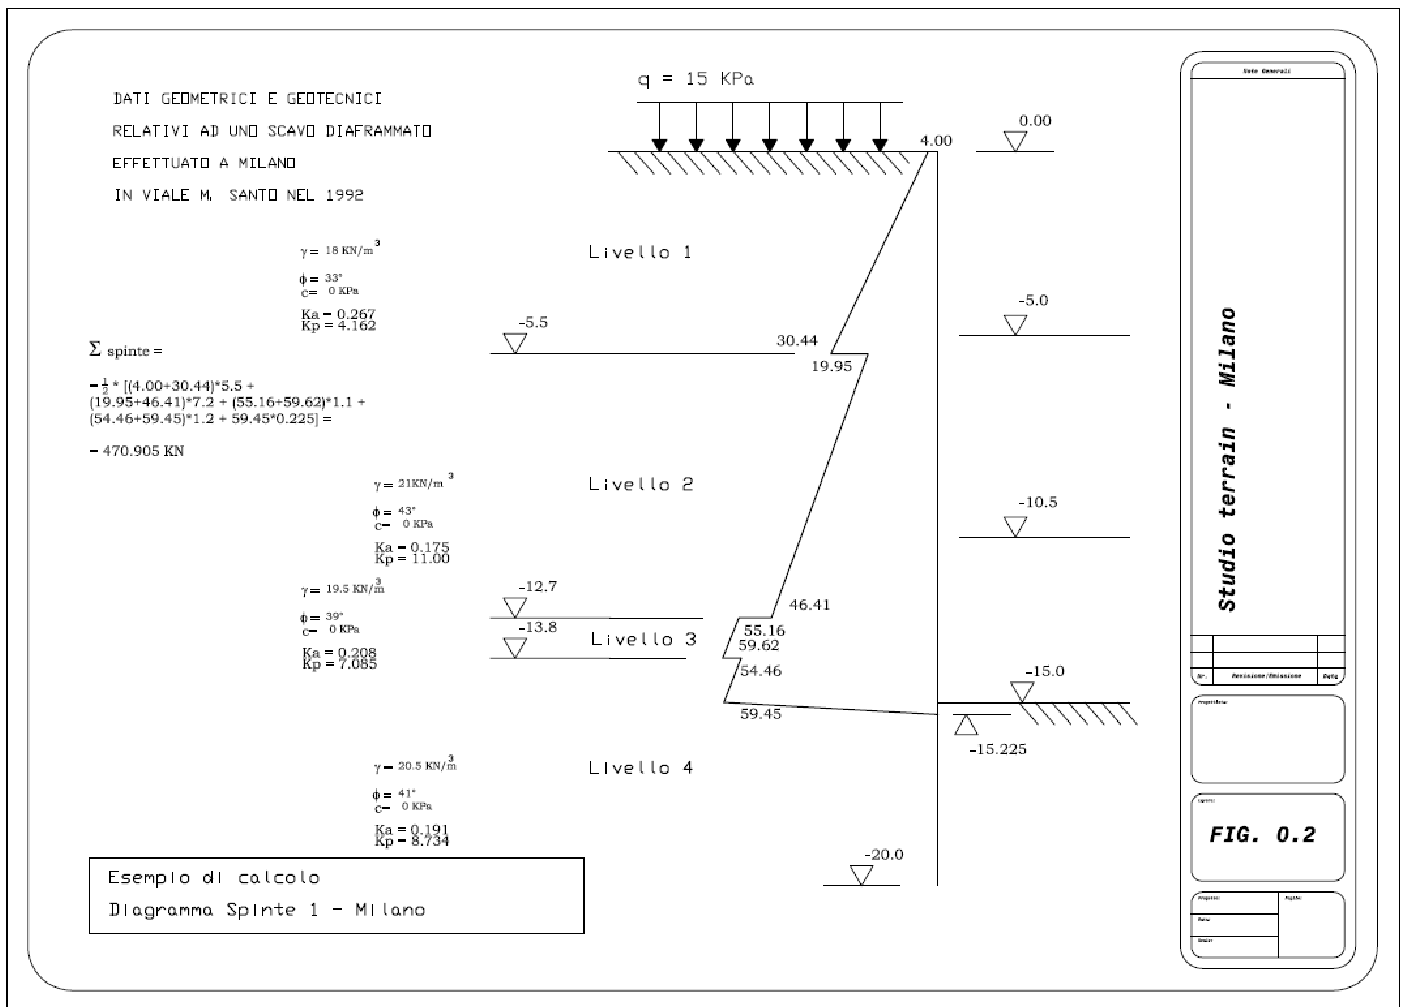 DATI GEOMETRICI E GEOTECNICI
RELATIVI AD UNO SCAVO DIAFRAMMATO
EFFETTUATO A MILANO
IN VIALE M. SANTO NEL 1992
q = 15 KPa
4.00
0.00
γ = 18 KN/m³
ϕ = 33°
c= 0 KPa
Ka = 0.267
Kp = 4.162
Livello 1
-5.0
-5.5
30.44
19.95
Σ spinte =
= ½ * [(4.00+30.44)*5.5 +
(19.95+46.41)*7.2 + (55.16+59.62)*1.1 +
(54.46+59.45)*1.2 + 59.45*0.225] =
= 470.905 KN
γ = 21KN/m³
ϕ = 43°
c= 0 KPa
Ka = 0.175
Kp = 11.00
Livello 2
-10.5
-12.7
46.41
γ = 19.5 KN/m³
ϕ = 39°
c= 0 KPa
Ka = 0.208
Kp = 7.085
-13.8
Livello 3
55.16
59.62
54.46
59.45
-15.0
-15.225
γ = 20.5 KN/m³
ϕ = 41°
c= 0 KPa
Ka = 0.191
Kp = 8.734
Livello 4
-20.0
Esempio di calcolo
Diagramma Spinte 1 - Milano
Note Generali
Studio terrain - Milano
Nr. Revisione/Emissione Data
FIG. 0.2